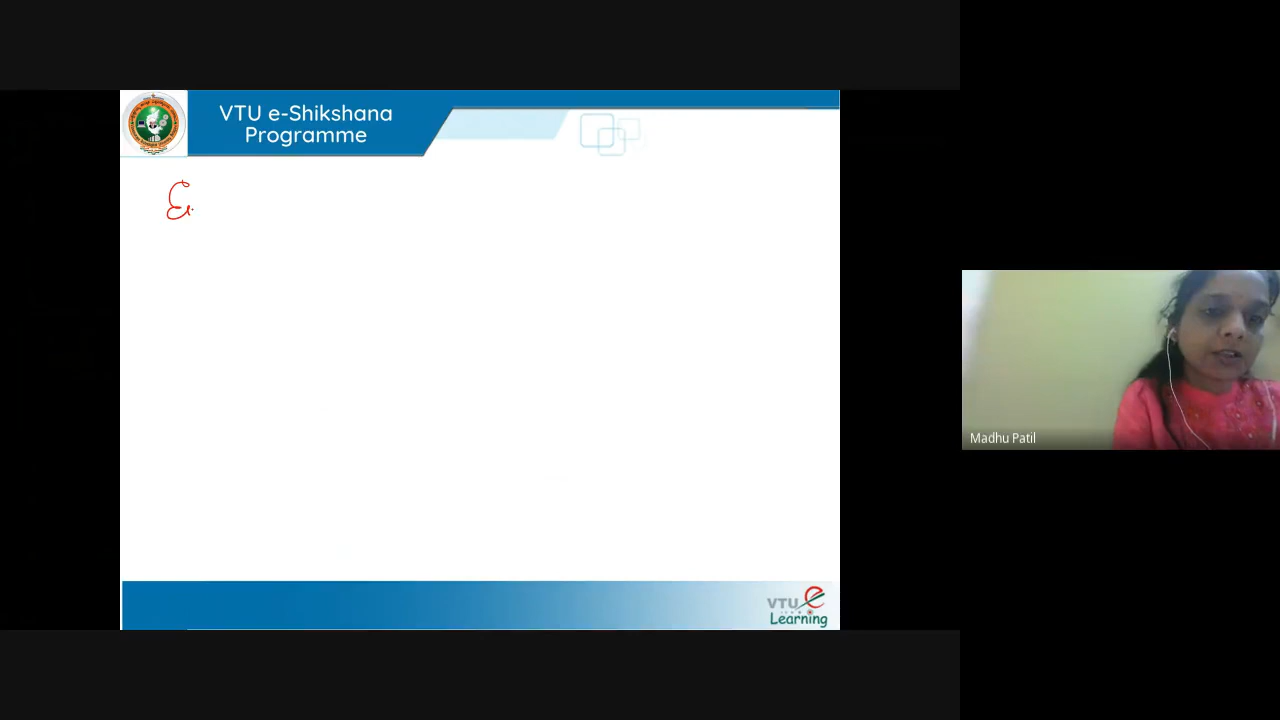 VTU e-Shikshana
Programme
Madhu Patil
VTU e
Learning